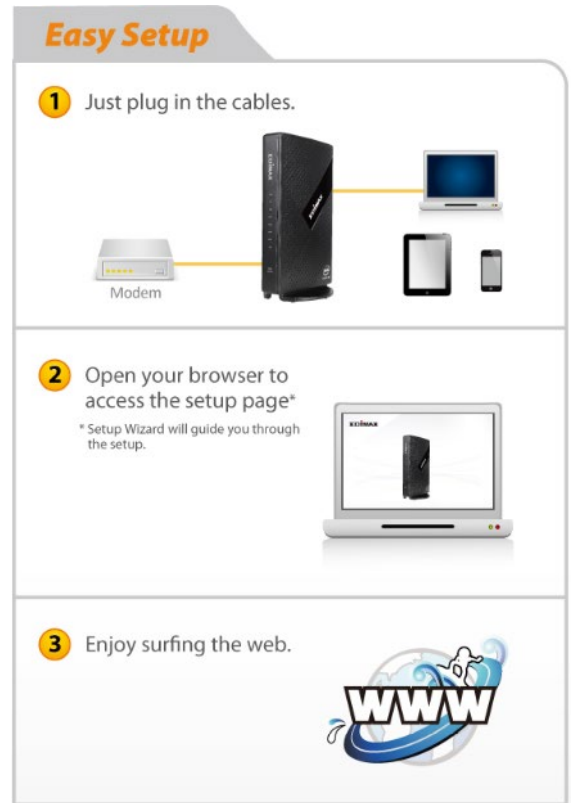 Easy Setup
1 Just plug in the cables.
EDIMAX
EDIMAX
Modem
2 Open your browser to
access the setup page*
* Setup Wizard will guide you through
the setup.
EDIMAX
3 Enjoy surfing the web.
WWW